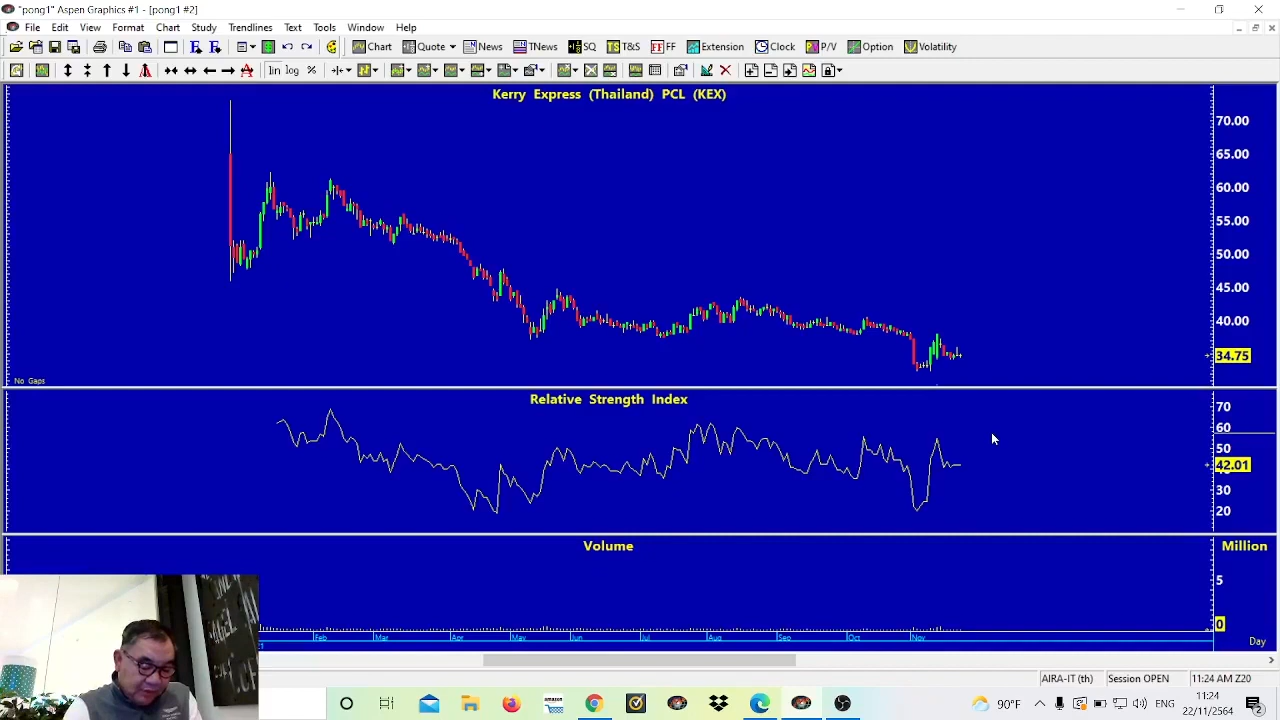 "pong1" Aspen Graphics #1 - [pong1 #2]
File Edit View Format Chart Study Trendlines Text Tools Window Help
Chart Quote News TNews SQ TS T&S FF FF Extension Clock P/V Option Volatility
lin log %
Kerry Express (Thailand) PCL (KEX)
70.00
65.00
60.00
55.00
50.00
45.00
40.00
34.75
No Gaps
Relative Strength Index
70
60
50
42.01
30
20
Volume
Million
5
0
Feb Mar Apr May Jun Jul Aug Sep Oct Nov
Day
AIRA-IT (th) Session OPEN 11:24 AM Z20
amazon
90°F ENG
11:24
22/11/2564
2